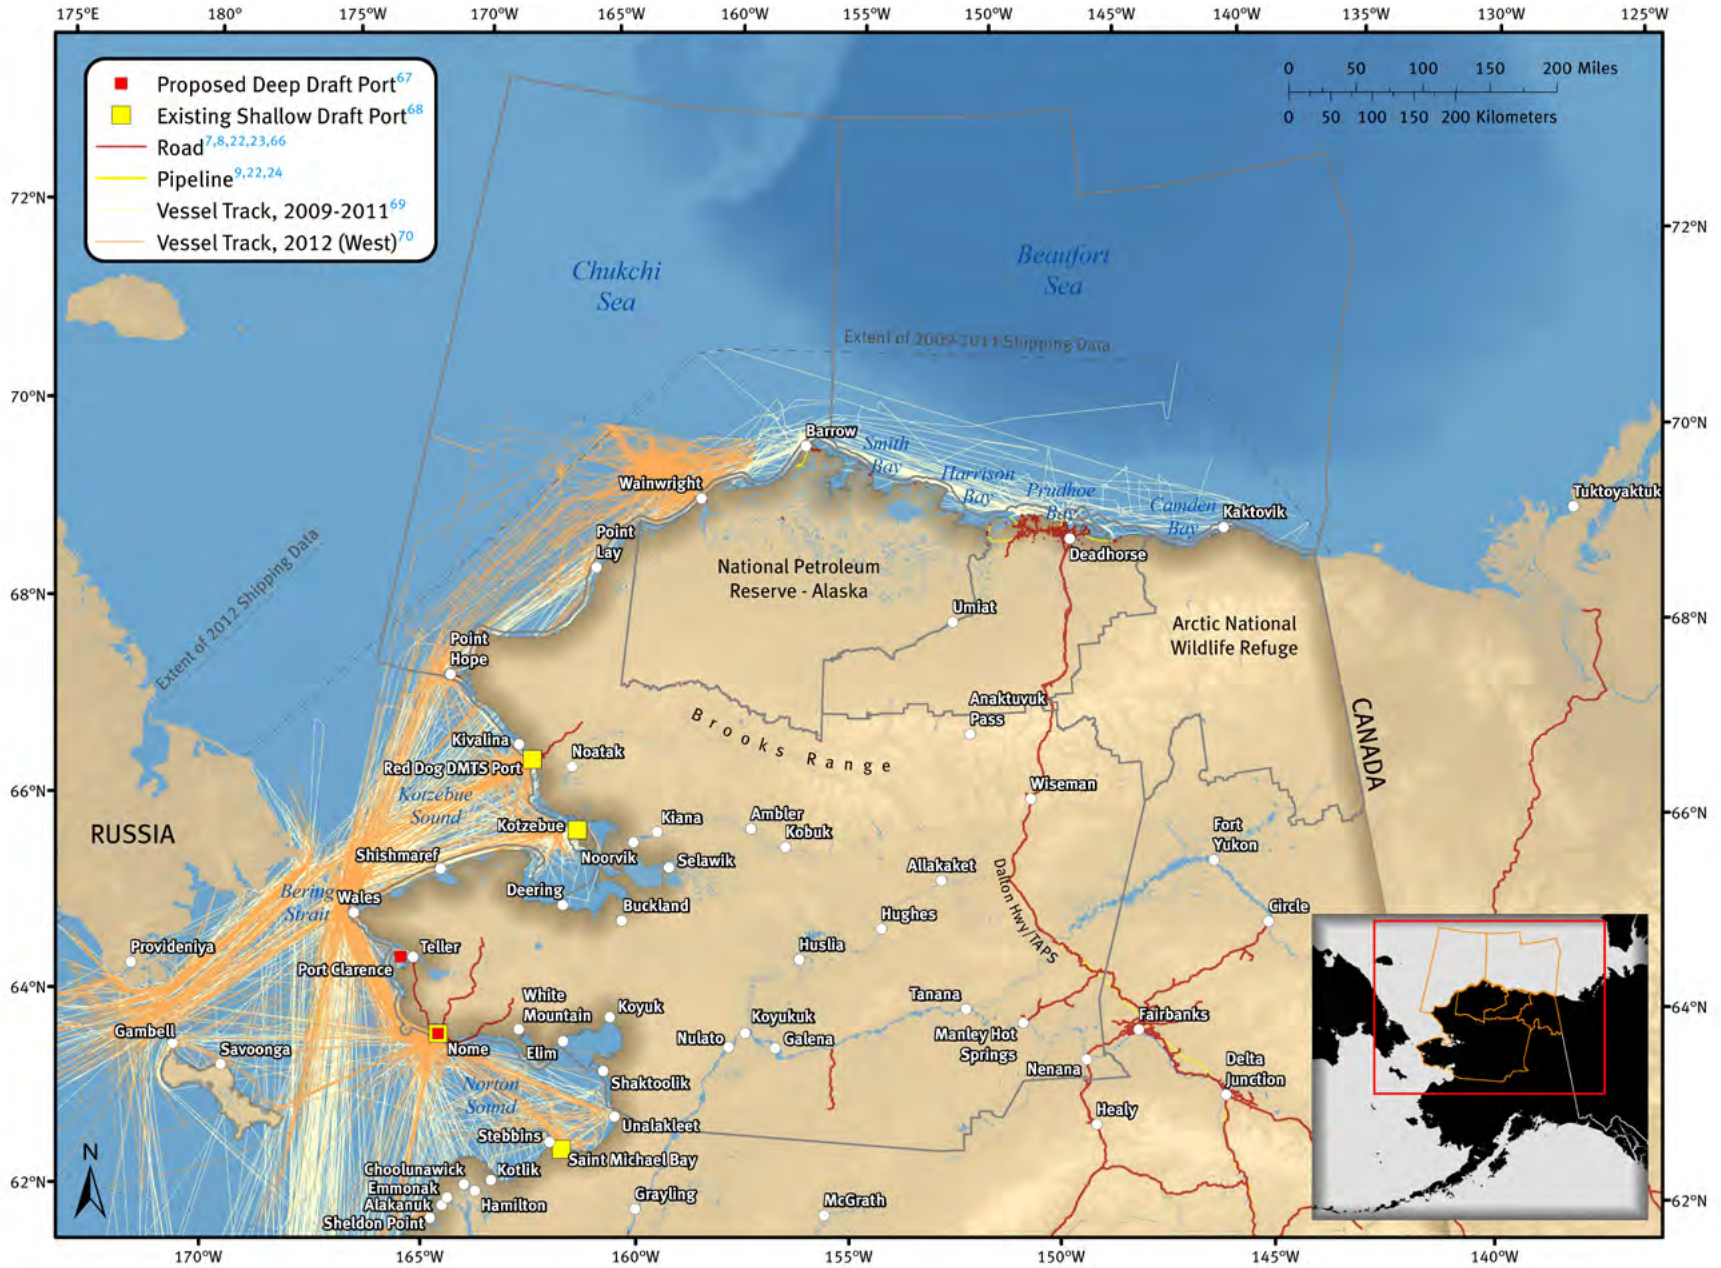 175°E
180°
175°W
170°W
165°W
160°W
155°W
150°W
145°W
140°W
135°W
130°W
125°W
Proposed Deep Draft Port67
Existing Shallow Draft Port68
Road7,8,22,23,66
Pipeline9,22,24
Vessel Track, 2009-201169
Vessel Track, 2012 (West)70
0 50 100 150 200 Miles
0 50 100 150 200 Kilometers
72°N
72°N
Chukchi
Sea
Beaufort
Sea
Extent of 2009-2011 Shipping Data
70°N
70°N
Barrow
Smith
Bay
Wainwright
Harrison
Bay
Prudhoe
Bay
Camden
Bay
Kaktovik
Tuktoyaktuk
Point
Lay
Deadhorse
Extent of 2012 Shipping Data
National Petroleum
Reserve - Alaska
68°N
68°N
Umiat
Arctic National
Wildlife Refuge
Point
Hope
Anaktuvuk
Pass
CANADA
Brooks Range
Kivalina
Noatak
Red Dog DMTS Port
Wiseman
66°N
66°N
Kotzebue
Sound
RUSSIA
Kotzebue
Kiana
Ambler
Kobuk
Fort
Yukon
Shishmaref
Noorvik
Selawik
Allakaket
Dalton Hwy/TAPS
Bering
Strait
Wales
Deering
Buckland
Hughes
Circle
Provideniya
Teller
Huslia
Port Clarence
64°N
64°N
White
Mountain
Koyuk
Tanana
Koyukuk
Fairbanks
Gambell
Nulato
Galena
Manley Hot
Springs
Savoonga
Nome
Elim
Nenana
Delta
Junction
Norton
Sound
Shaktoolik
Healy
Unalakleet
Stebbins
Saint Michael Bay
N
Choolunawick
Kotlik
Emmonak
Alakanuk
Hamilton
Sheldon Point
Grayling
McGrath
62°N
62°N
170°W
165°W
160°W
155°W
150°W
145°W
140°W